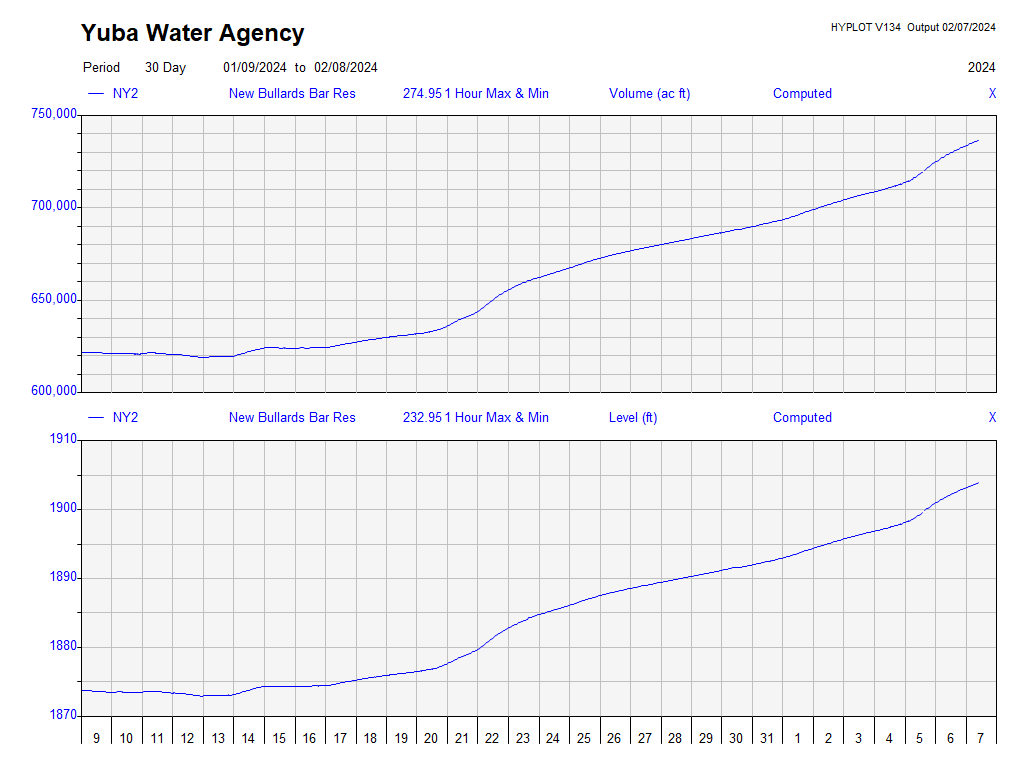 Yuba Water Agency
HYPLOT V134 Output 02/07/2024
Period 30 Day 01/09/2024 to 02/08/2024 2024
NY2 New Bullards Bar Res 274.95 1 Hour Max & Min Volume (ac ft) Computed X
750,000
700,000
650,000
600,000
NY2 New Bullards Bar Res 232.95 1 Hour Max & Min Level (ft) Computed X
1910
1900
1890
1880
1870
9 10 11 12 13 14 15 16 17 18 19 20 21 22 23 24 25 26 27 28 29 30 31 1 2 3 4 5 6 7